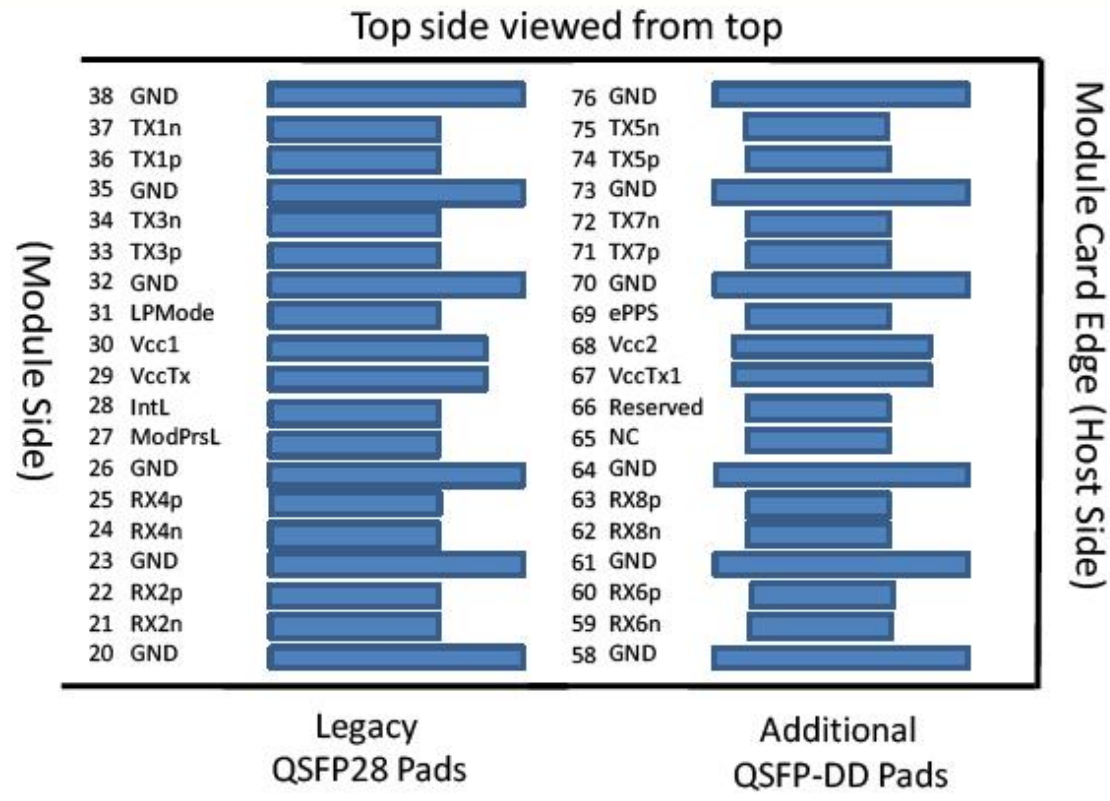 Top side viewed from top
38 GND 76 GND
37 TX1n 75 TX5n
36 TX1p 74 TX5p
35 GND 73 GND
34 TX3n 72 TX7n
33 TX3p 71 TX7p
32 GND 70 GND
31 LPMode 69 ePPS
30 Vcc1 68 Vcc2
29 VccTx 67 VccTx1
28 IntL 66 Reserved
27 ModPrsL 65 NC
26 GND 64 GND
25 RX4p 63 RX8p
24 RX4n 62 RX8n
23 GND 61 GND
22 RX2p 60 RX6p
21 RX2n 59 RX6n
20 GND 58 GND
(Module Side)
Module Card Edge (Host Side)
Legacy
QSFP28 Pads
Additional
QSFP-DD Pads